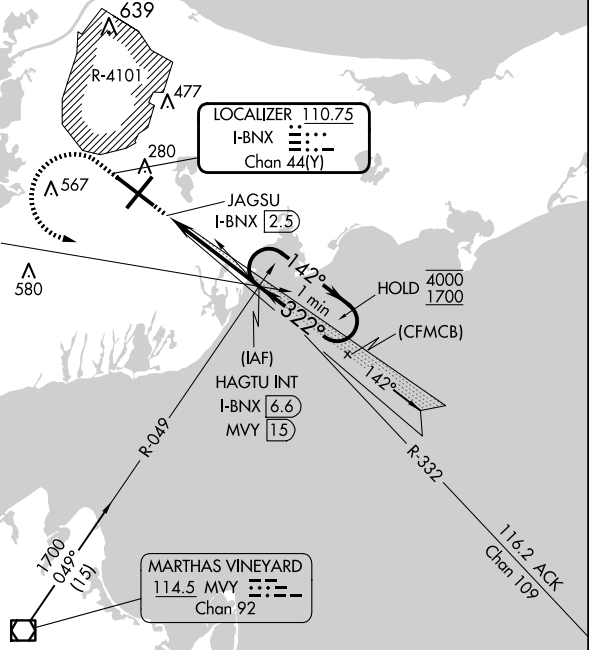 639
R-4101
477
LOCALIZER 110.75
I-BNX
Chan 44(Y)
280
567
JAGSU
I-BNX 2.5
580
142°
1 min
322°
HOLD 4000
1700
(CFMCB)
(IAF)
HAGTU INT
I-BNX 6.6
MVY 15
142°
R-049
R-332
1700
049°
(15)
116.2 ACK
Chan 109
MARTHAS VINEYARD
114.5 MVY
Chan 92